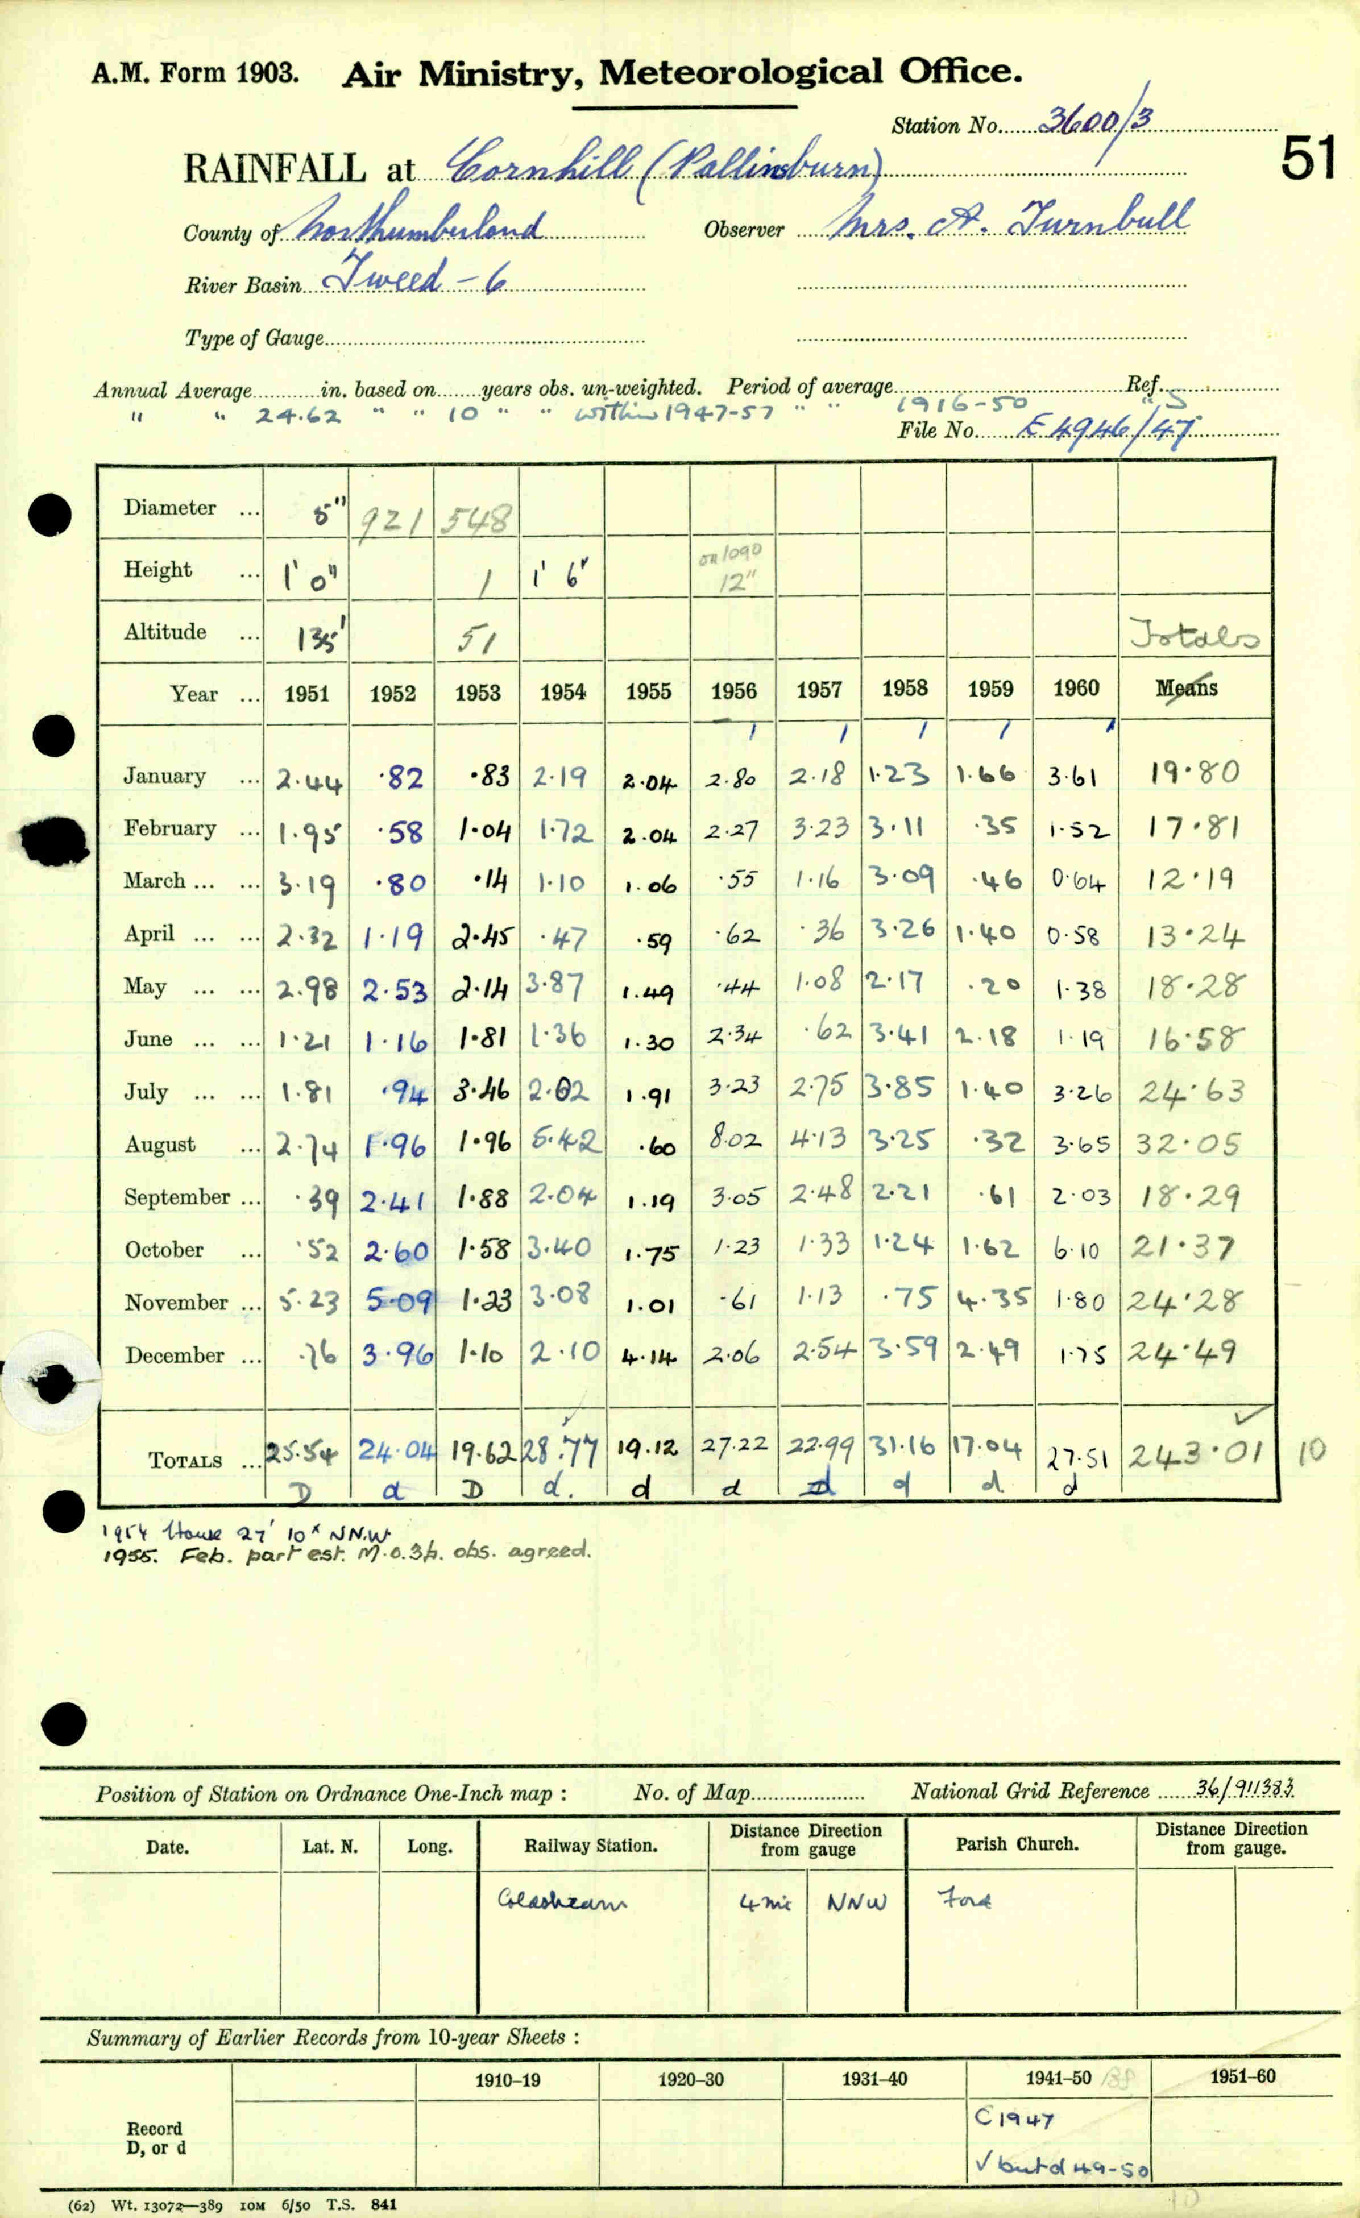 A.M. Form 1903. Air Ministry, Meteorological Office.
Station No. 3600/3
51
RAINFALL at Cornhill (Pallinsburn)
County of Northumberland Observer Mrs. A. Turnbull
River Basin Tweed - 6
Type of Gauge
Annual Average in. based on years obs. un-weighted. Period of average Ref.
" " 24.62 " " 10 " " within 1947-57 " " 1916-50 " S
File No. E4946/47
Diameter ... 5" 921 548
Height ... 1' 0" 1 1' 6" on 1090 12"
Altitude ... 135' 51 Totals
Year ... 1951 1952 1953 1954 1955 1956 1957 1958 1959 1960 Means
January ... 2.44 .82 .83 2.19 2.04 2.80 2.18 1.23 1.66 3.61 19.80
February ... 1.95 .58 1.04 1.72 2.04 2.27 3.23 3.11 .35 1.52 17.81
March ... ... 3.19 .80 .14 1.10 1.06 .55 1.16 3.09 .46 0.64 12.19
April ... ... 2.32 1.19 2.45 .47 .59 .62 .36 3.26 1.40 0.58 13.24
May ... ... 2.98 2.53 2.14 3.87 1.49 .44 1.08 2.17 .20 1.38 18.28
June ... ... 1.21 1.16 1.81 1.36 1.30 2.34 .62 3.41 2.18 1.19 16.58
July ... ... 1.81 .94 3.46 2.02 1.91 3.23 2.75 3.85 1.40 3.26 24.63
August ... 2.74 1.96 1.96 5.42 .60 8.02 4.13 3.25 .32 3.65 32.05
September ... .39 2.41 1.88 2.04 1.19 3.05 2.48 2.21 .61 2.03 18.29
October ... .52 2.60 1.58 3.40 1.75 1.23 1.33 1.24 1.62 6.10 21.37
November ... 5.23 5.09 1.23 3.08 1.01 .61 1.13 .75 4.35 1.80 24.28
December ... .76 3.96 1.10 2.10 4.14 2.06 2.54 3.59 2.49 1.75 24.49
TOTALS ... 25.54 24.04 19.62 28.77 19.12 27.22 22.99 31.16 17.04 27.51 243.01 10
D d D d. d d d d d d
1954 House 27' 10" NNW
1955. Feb. part est. M.O.3b. obs. agreed.
Position of Station on Ordnance One-Inch map : No. of Map National Grid Reference 36/911383
Date. Lat. N. Long. Railway Station. Distance Direction from gauge Parish Church. Distance Direction from gauge.
Coldstream 4 mi NNW Ford
Summary of Earlier Records from 10-year Sheets :
1910–19 1920–30 1931–40 1941–50 1951–60
Record D, or d
C 1947
√ but d 49-50
10
(62) Wt. 13072—389 10M 6/50 T.S. 841